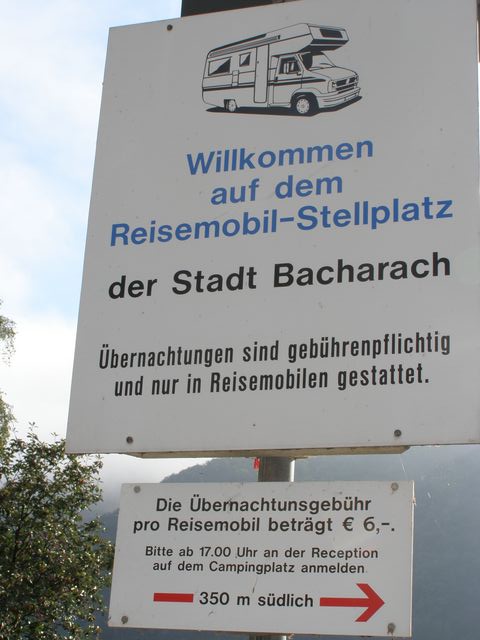 Willkommen
auf dem
Reisemobil-Stellplatz
der Stadt Bacharach
Übernachtungen sind gebührenpflichtig
und nur in Reisemobilen gestattet.
Die Übernachtunsgebühr
pro Reisemobil beträgt € 6,-.
Bitte ab 17.00 Uhr an der Reception
auf dem Campingplatz anmelden
350 m südlich